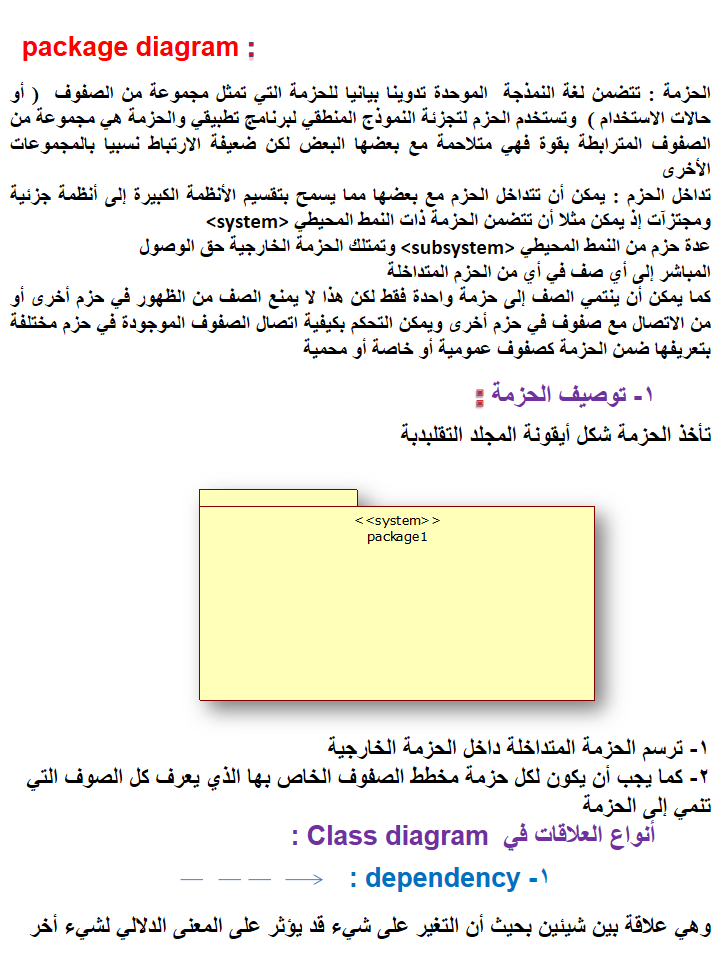 package diagram :
الحزمة : تتضمن لغة النمذجة الموحدة تدوينا بيانيا للحزمة التي تمثل مجموعة من الصفوف ( أو
حالات الاستخدام ) وتستخدم الحزم لتجزئة النموذج المنطقي لبرنامج تطبيقي والحزمة هي مجموعة من
الصفوف المترابطة بقوة فهي متلاحمة مع بعضها البعض لكن ضعيفة الارتباط نسبيا بالمجموعات
الأخرى
تداخل الحزم : يمكن أن تتداخل الحزم مع بعضها مما يسمح بتقسيم الأنظمة الكبيرة إلى أنظمة جزئية
ومجتزآت إذ يمكن مثلا أن تتضمن الحزمة ذات النمط المحيطي <system>
عدة حزم من النمط المحيطي <subsystem> وتمتلك الحزمة الخارجية حق الوصول
المباشر إلى أي صف في أي من الحزم المتداخلة
كما يمكن أن ينتمي الصف إلى حزمة واحدة فقط لكن هذا لا يمنع الصف من الظهور في حزم أخرى أو
من الاتصال مع صفوف في حزم أخرى ويمكن التحكم بكيفية اتصال الصفوف الموجودة في حزم مختلفة
بتعريفها ضمن الحزمة كصفوف عمومية أو خاصة أو محمية
١- توصيف الحزمة :
تأخذ الحزمة شكل أيقونة المجلد التقلبدبة
<<system>>
package1
١- ترسم الحزمة المتداخلة داخل الحزمة الخارجية
٢- كما يجب أن يكون لكل حزمة مخطط الصفوف الخاص بها الذي يعرف كل الصوف التي
تنمي إلى الحزمة
أنواع العلاقات في Class diagram :
١- dependency :
وهي علاقة بين شيئين بحيث أن التغير على شيء قد يؤثر على المعنى الدلالي لشيء أخر